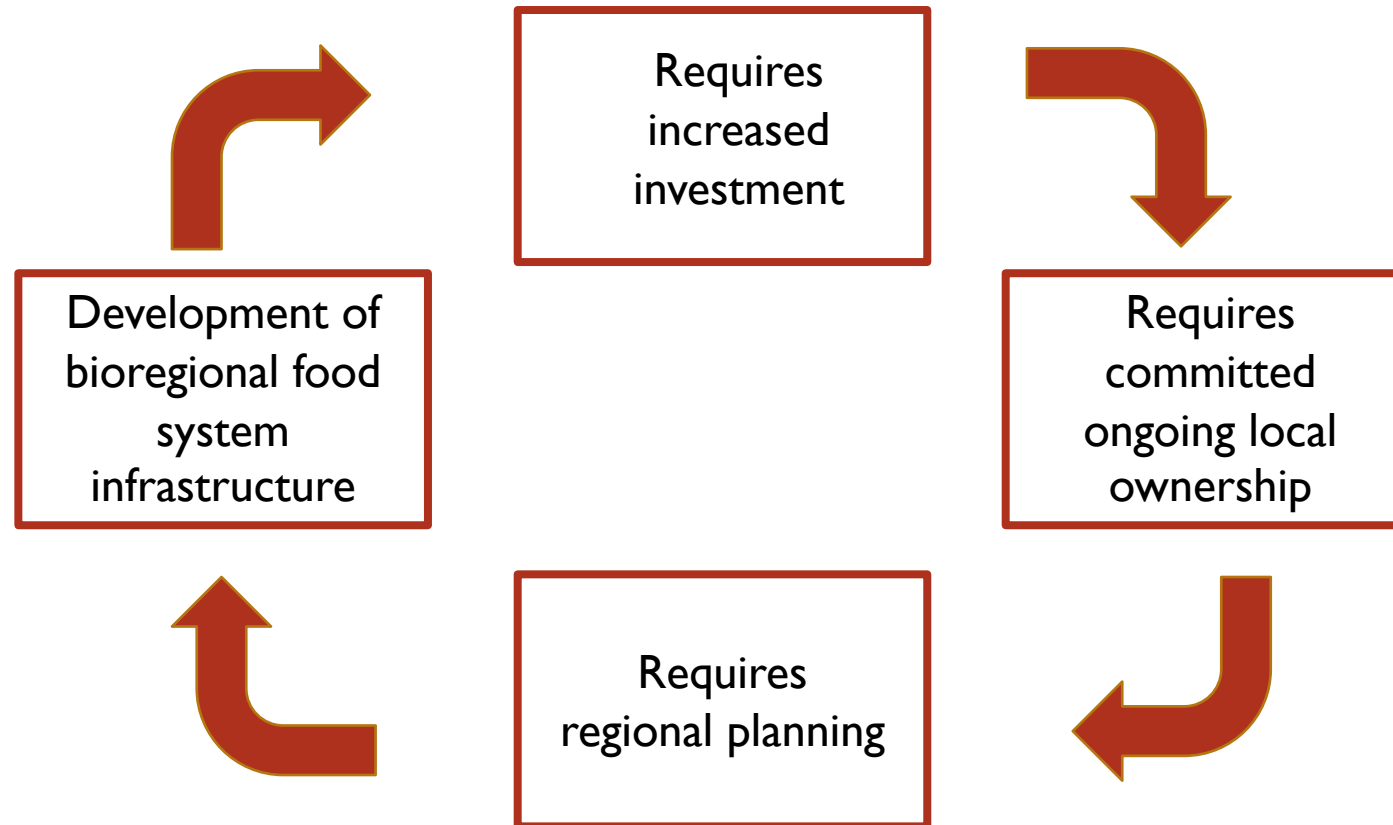 Requires
increased
investment
Development of
bioregional food
system
infrastructure
Requires
committed
ongoing local
ownership
Requires
regional planning